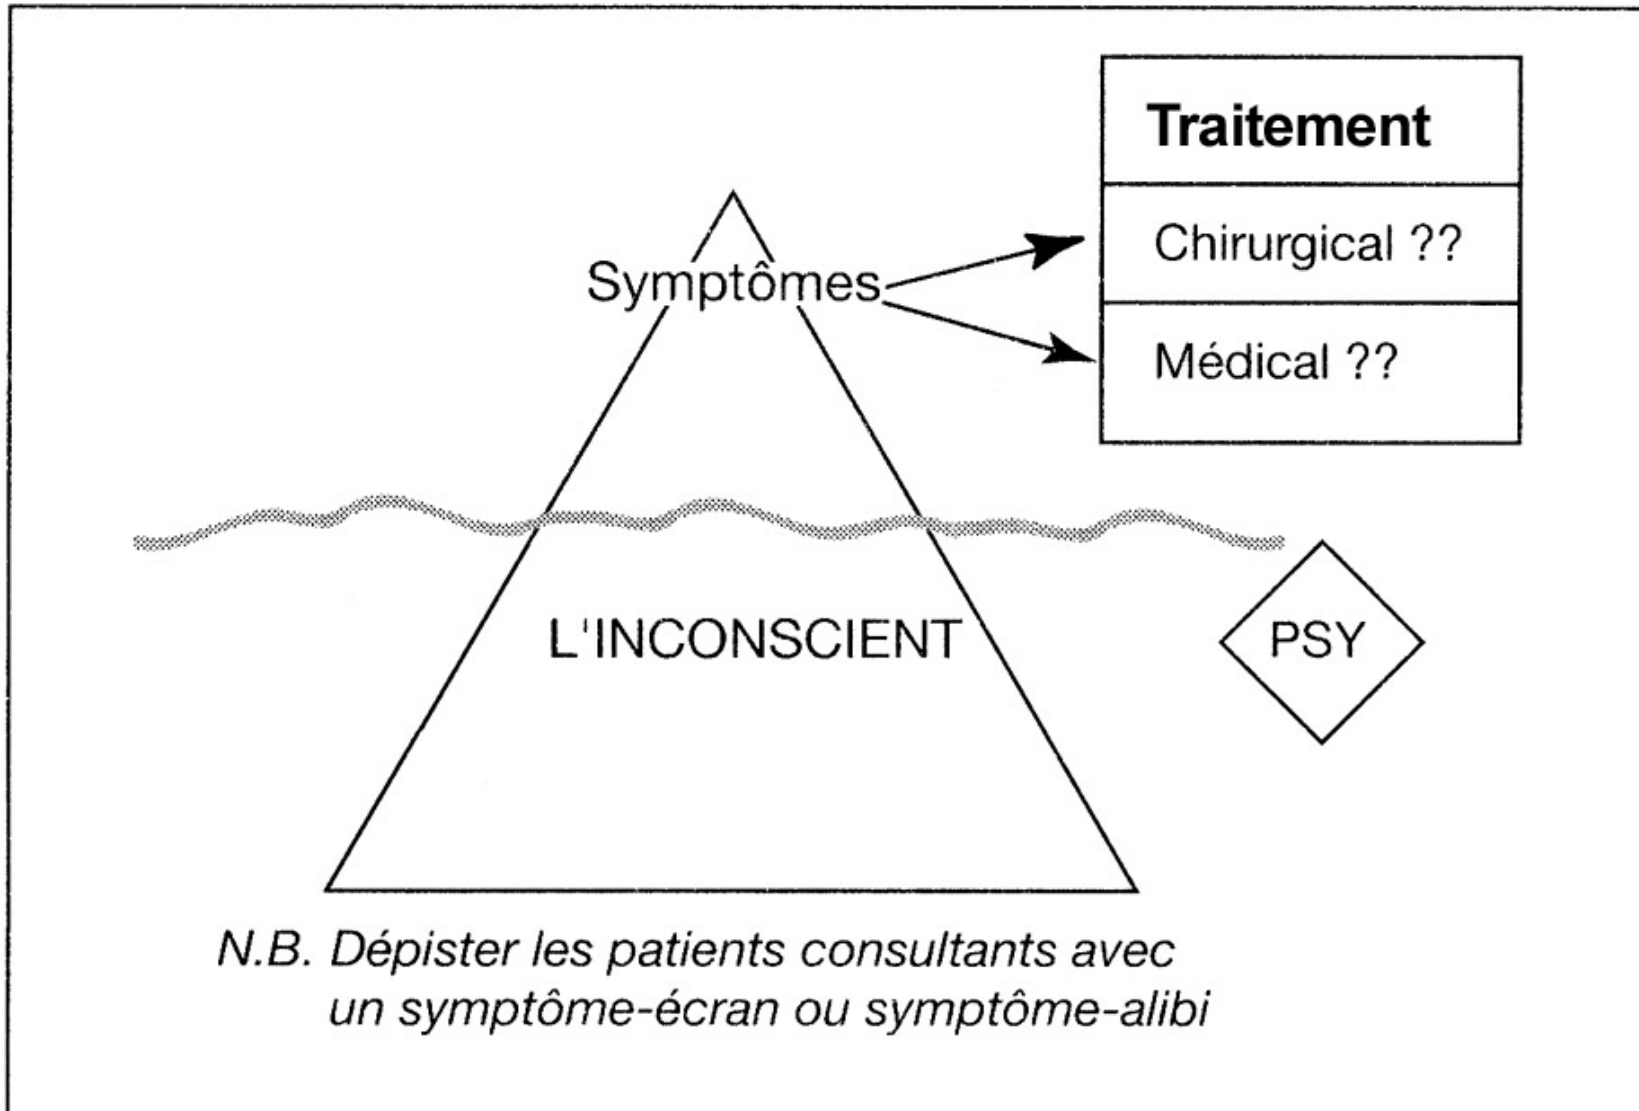 Traitement
Chirurgical ??
Symptômes
Médical ??
L'INCONSCIENT
PSY
N.B. Dépister les patients consultants avec
un symptôme-écran ou symptôme-alibi